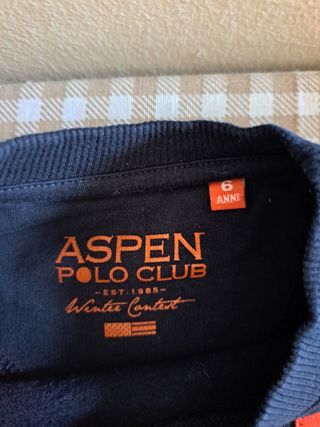 6
ANNI
ASPEN
POLO CLUB
-EST.1985-
Winter Contest